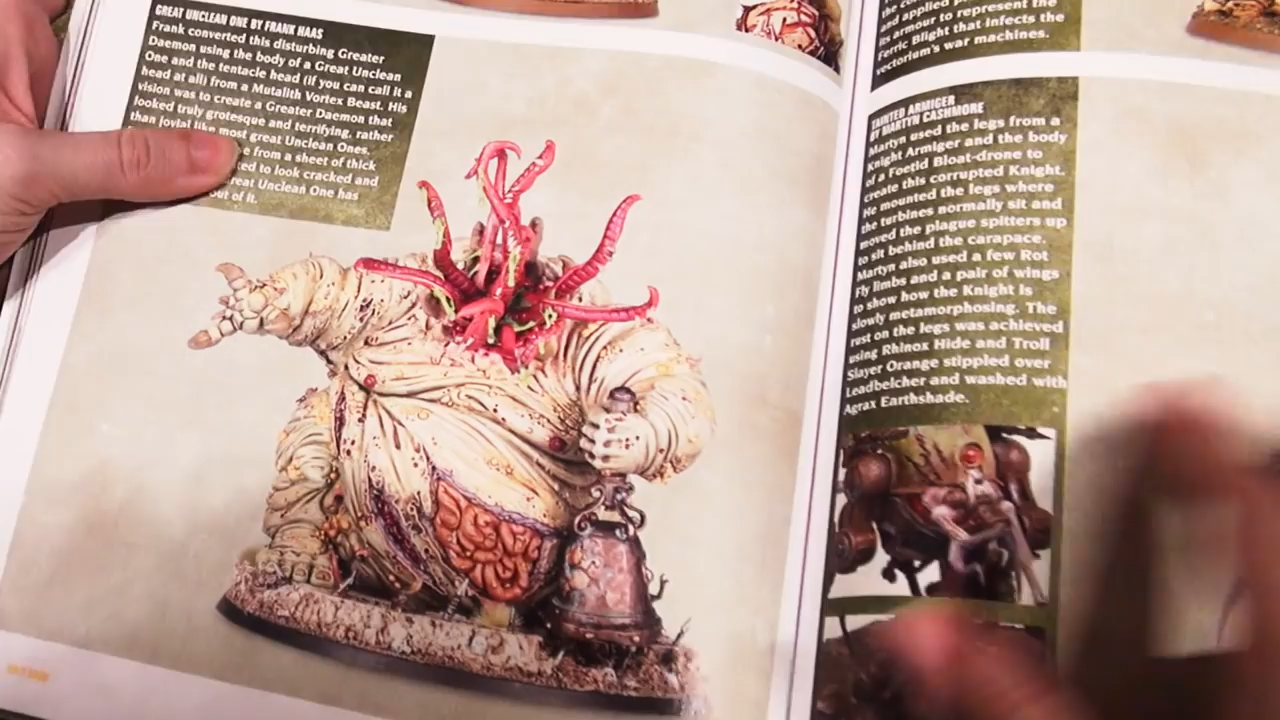 GREAT UNCLEAN ONE BY FRANK HAAS
Frank converted this disturbing Greater
Daemon using the body of a Great Unclean
One and the tentacle head (if you can call it a
head at all) from a Mutalith Vortex Beast. His
vision was to create a Greater Daemon that
looked truly grotesque and terrifying, rather
than jovial like most great Unclean Ones.
e from a sheet of thick
ed to look cracked and
reat Unclean One has
out of it.
and applied
its armour to represent the
Ferric Blight that infects the
vectorium's war machines.
TAINTED ARMIGER
BY MARTYN CASHMORE
Martyn used the legs from a
Knight Armiger and the body
of a Foetid Bloat-drone to
create this corrupted Knight.
He mounted the legs where
the turbines normally sit and
moved the plague spitters up
to sit behind the carapace.
Martyn also used a few Rot
Fly limbs and a pair of wings
to show how the Knight is
slowly metamorphosing. The
rust on the legs was achieved
using Rhinox Hide and Troll
Slayer Orange stippled over
Leadbelcher and washed with
Agrax Earthshade.